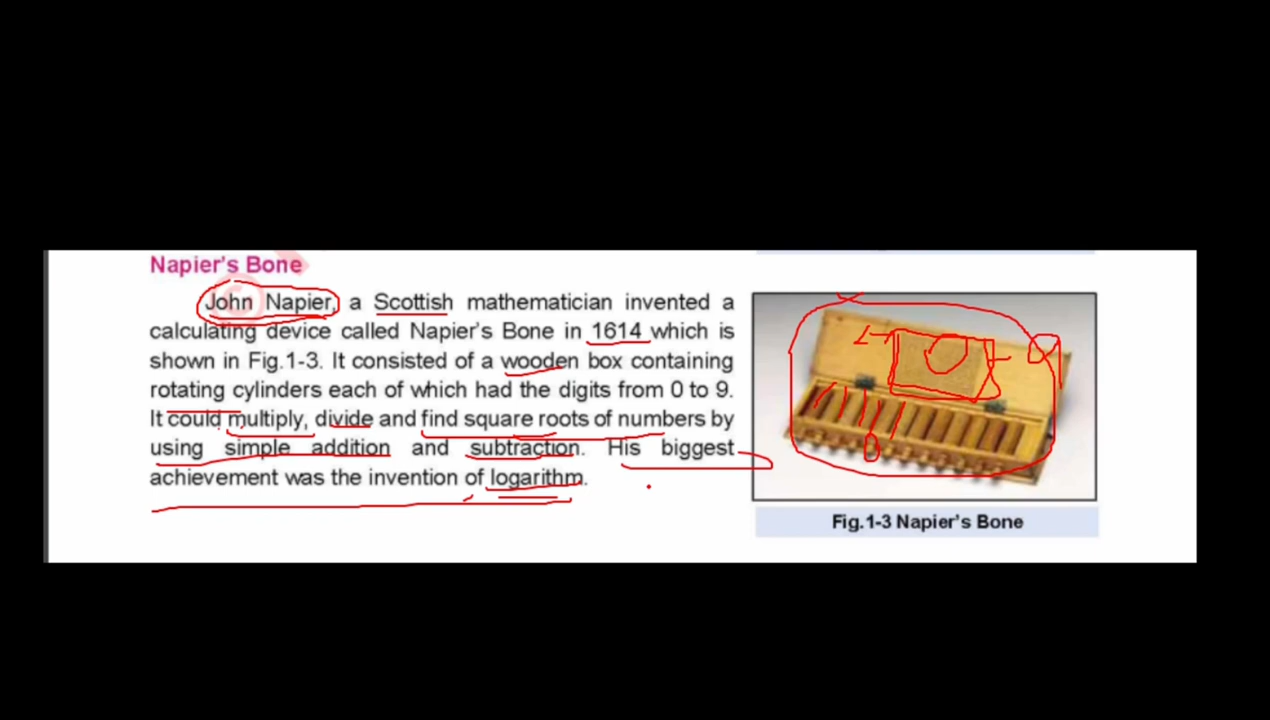 Napier's Bone
John Napier, a Scottish mathematician invented a
calculating device called Napier's Bone in 1614 which is
shown in Fig.1-3. It consisted of a wooden box containing
rotating cylinders each of which had the digits from 0 to 9.
It could multiply, divide and find square roots of numbers by
using simple addition and subtraction. His biggest
achievement was the invention of logarithm.
Fig.1-3 Napier's Bone